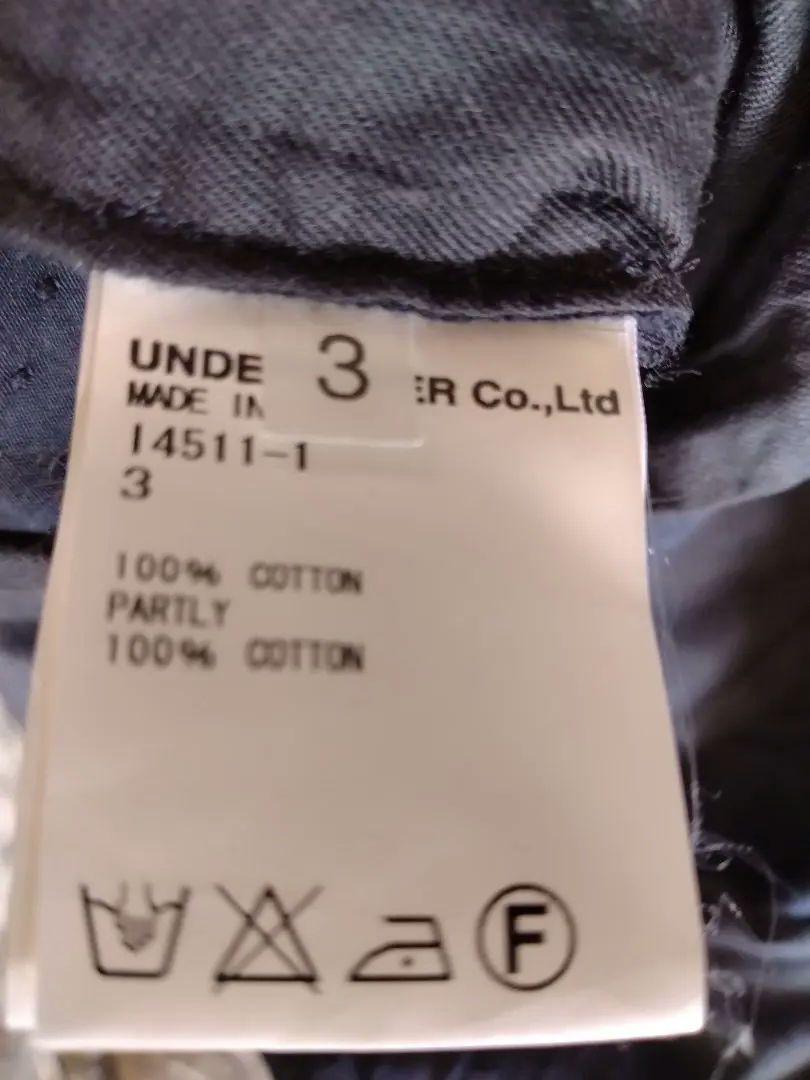 3
UNDE ER Co.,Ltd
MADE IN
14511-1
3
100% COTTON
PARTLY
100% COTTON
F